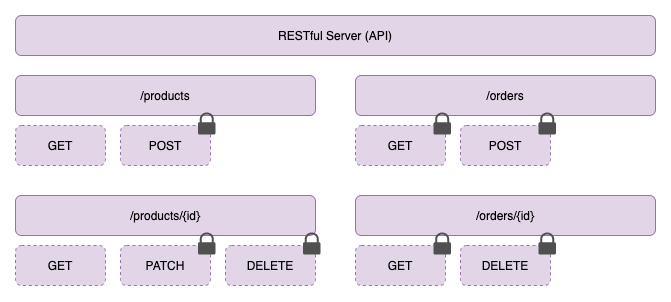 RESTful Server (API)
/products
/orders
GET
POST
GET
POST
/products/{id}
/orders/{id}
GET
PATCH
DELETE
GET
DELETE